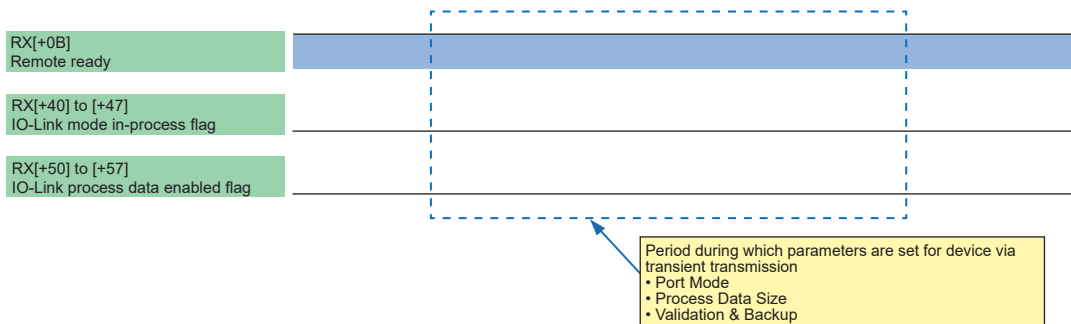 RX[+0B]
Remote ready
RX[+40] to [+47]
IO-Link mode in-process flag
RX[+50] to [+57]
IO-Link process data enabled flag
Period during which parameters are set for device via
transient transmission
• Port Mode
• Process Data Size
• Validation & Backup